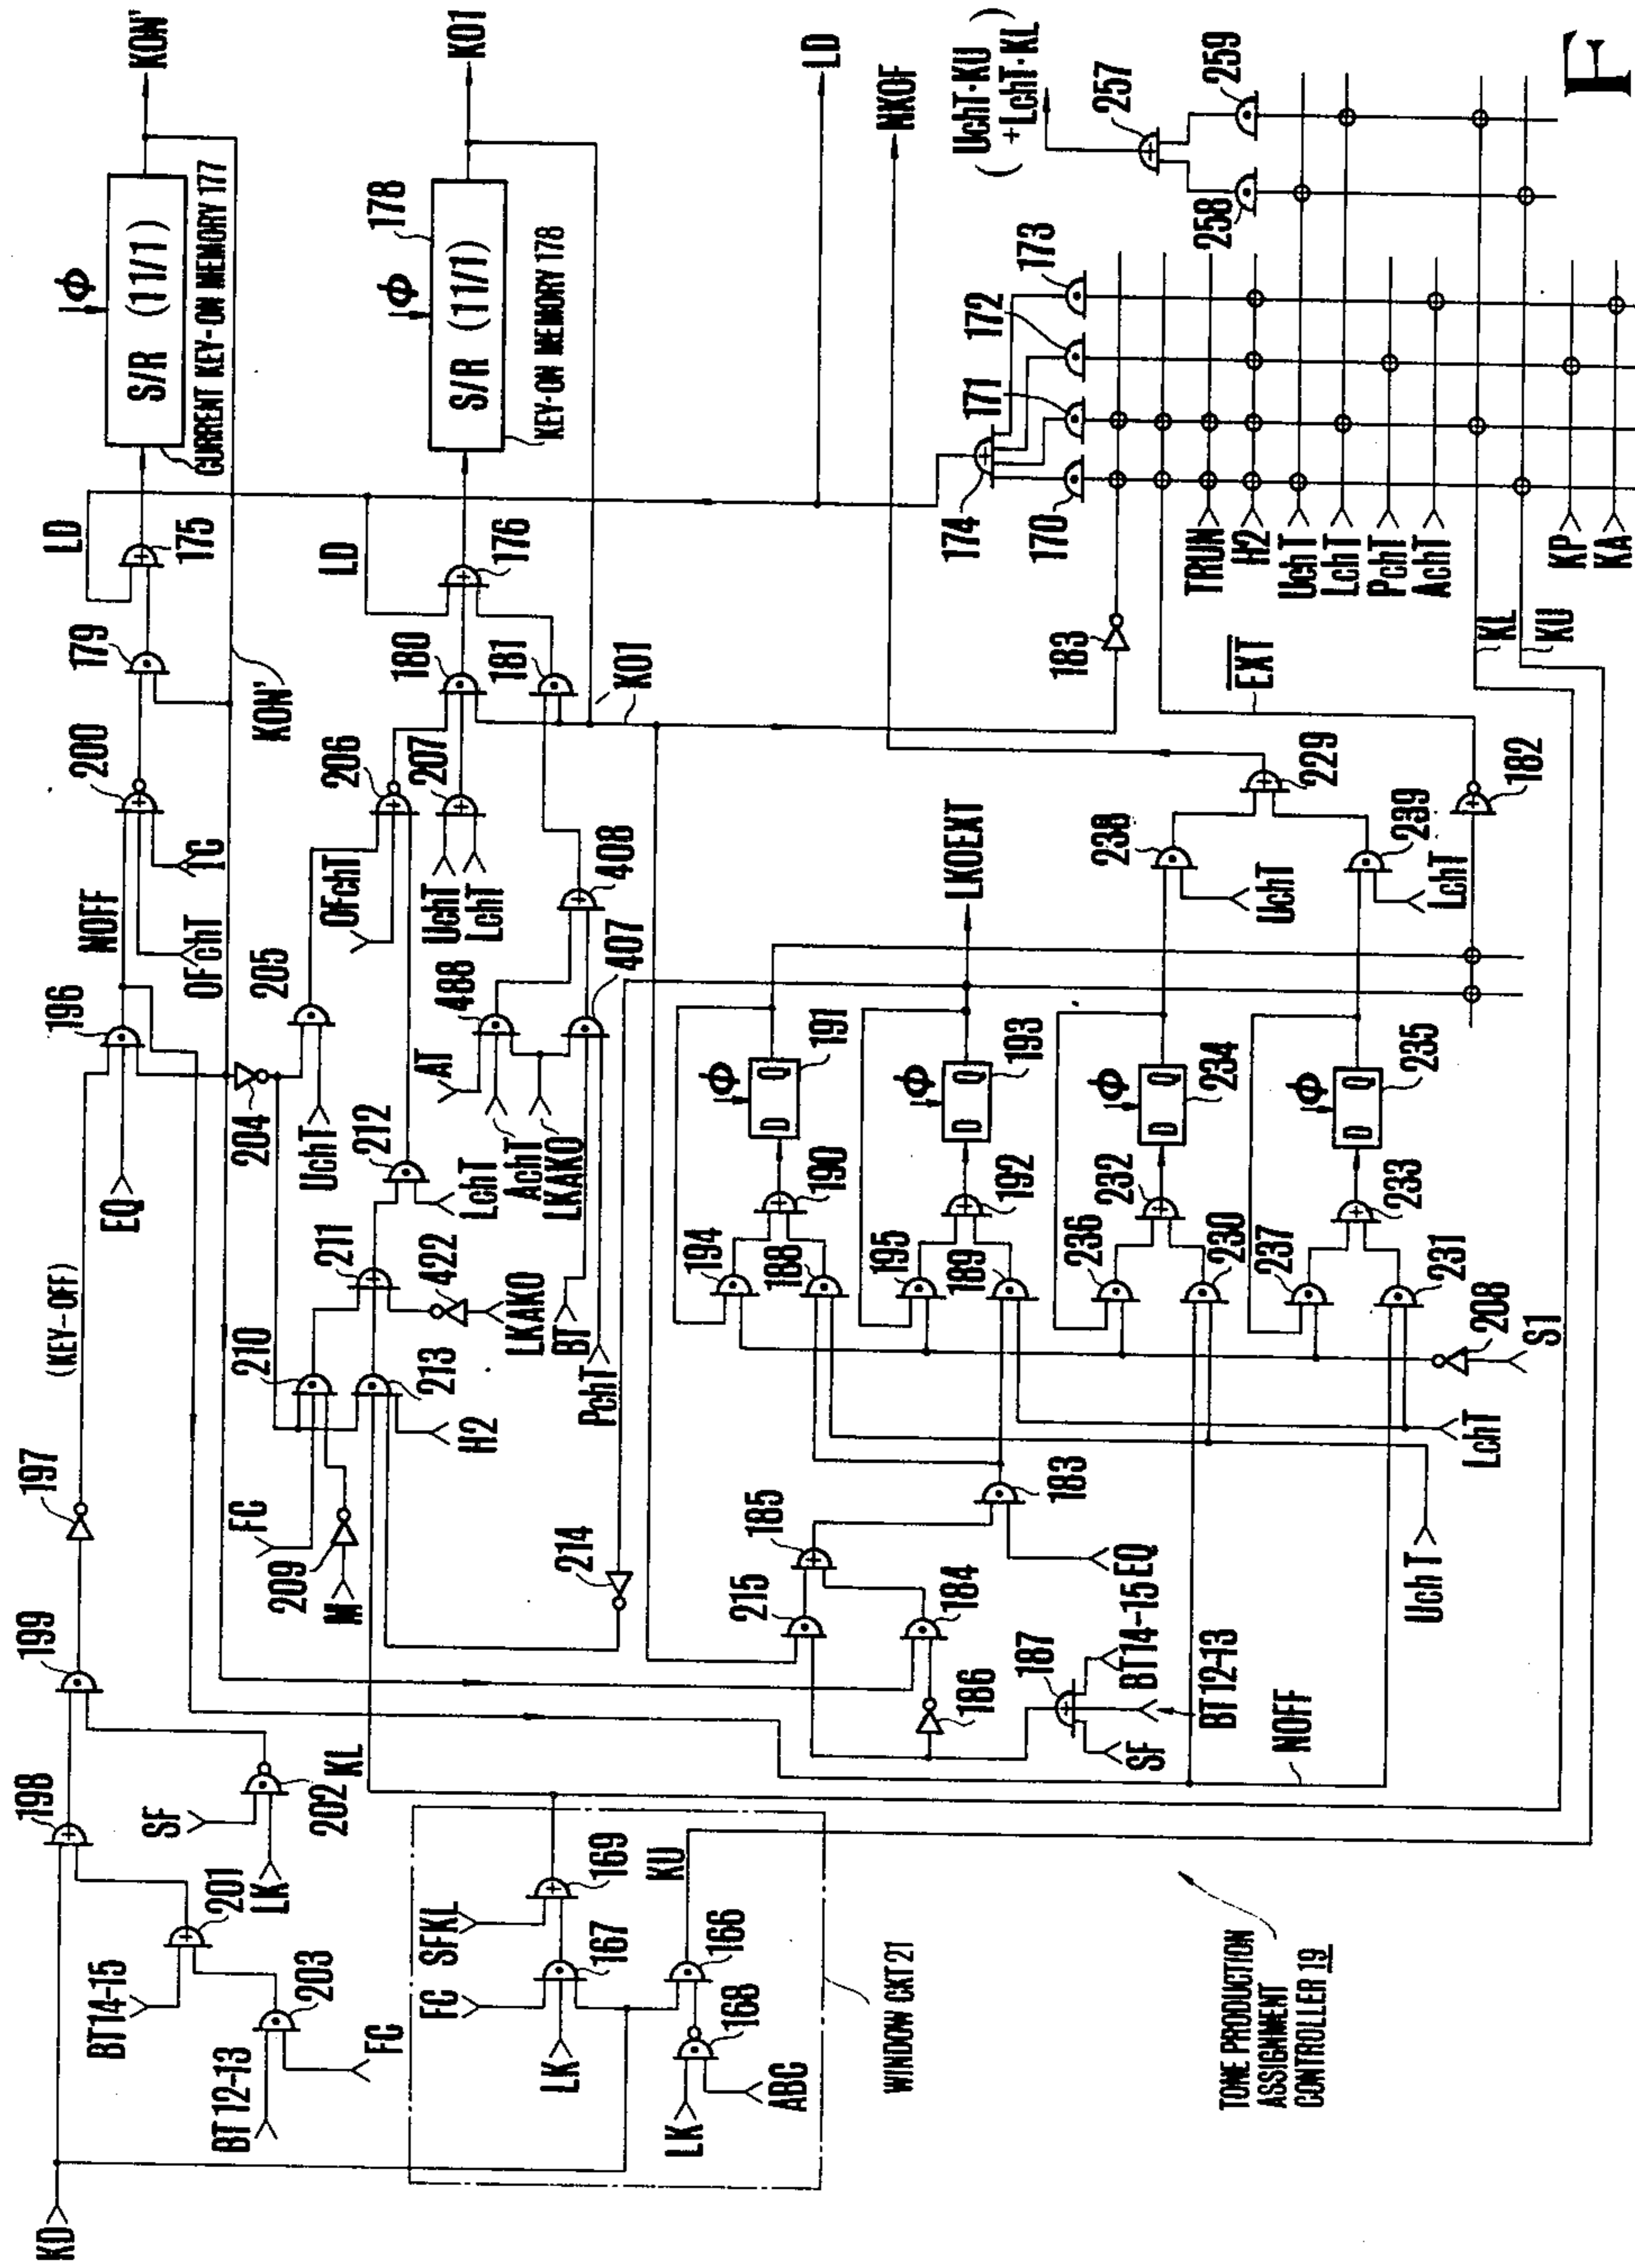 KD
BT14-15
BT12-13
FC
203
201
198
199
SF
LK
202
KL
197
(KEY-OFF)
EQ
196
NOFF
OFchT
TC
200
179
LD
175
Φ
S/R (11/1)
CURRENT KEY-ON MEMORY 177
KON'
KON'
204
UchT
205
OFchT
206
UchT
LchT
207
180
181
LD
176
Φ
S/R (11/1)
178
KEY-ON MEMORY 178
KO1
KO1
FC
M
209
210
213
H2
211
422
LKAKO
212
LchT
AT
AchT
LKAKO
488
408
407
BT
PchT
214
FC
SFKL
LK
167
169
KU
LK
168
166
ABC
WINDOW CKT 21
215
185
184
186
187
SF
BT12-13
BT14-15
EQ
183
194
188
190
Φ
D Q
191
195
189
192
Φ
D Q
193
LKOEXT
236
230
232
Φ
D Q
234
237
231
233
Φ
D Q
235
208
S1
LchT
UchT
NOFF
238
UchT
239
LchT
229
182
EXT
183
NKOF
LD
174
170
171
172
173
TRUN
H2
UchT
LchT
PchT
AchT
KL
KU
KP
KA
257
258
259
(UchT·KU
+LchT·KL)
TONE PRODUCTION
ASSIGNMENT
CONTROLLER 19
F